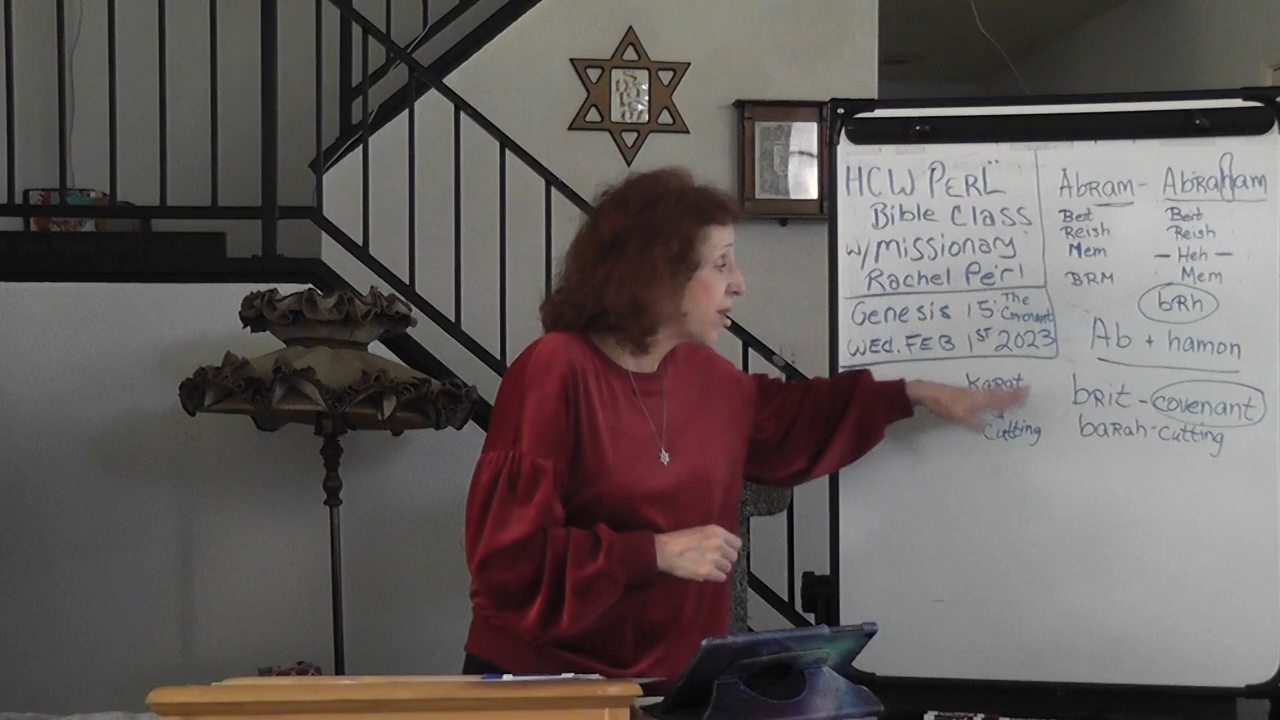 HCW PERL"
Bible Class
w/ missionary
Rachel Pe'rl
Genesis 15 The Covenant
WED. FEB 1ST 2023
Karat
Cutting
Abram - Abraham
Beit
Reish
Mem
BRM
Beit
Reish
- Heh -
Mem
bRh
Ab + hamon
bRit - covenant
baRah - cutting